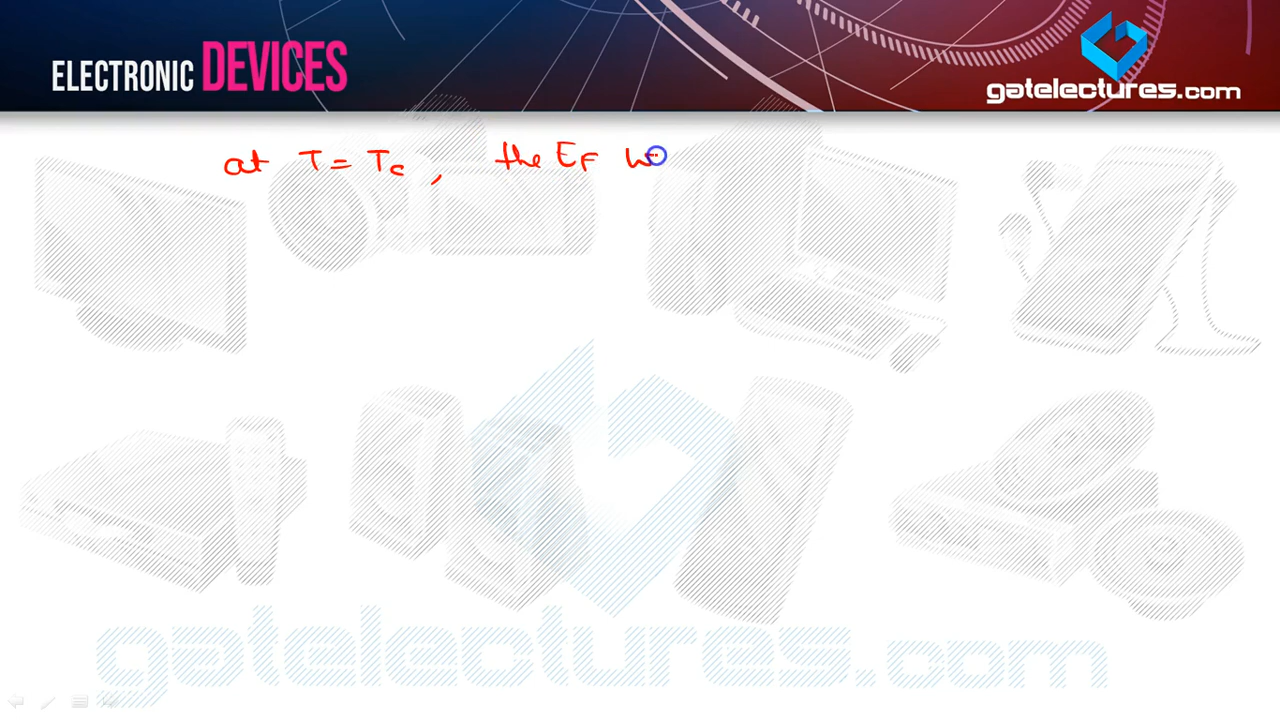 ELECTRONIC DEVICES
gatelectures.com
at T = Tc , the EF
gatelectures.com